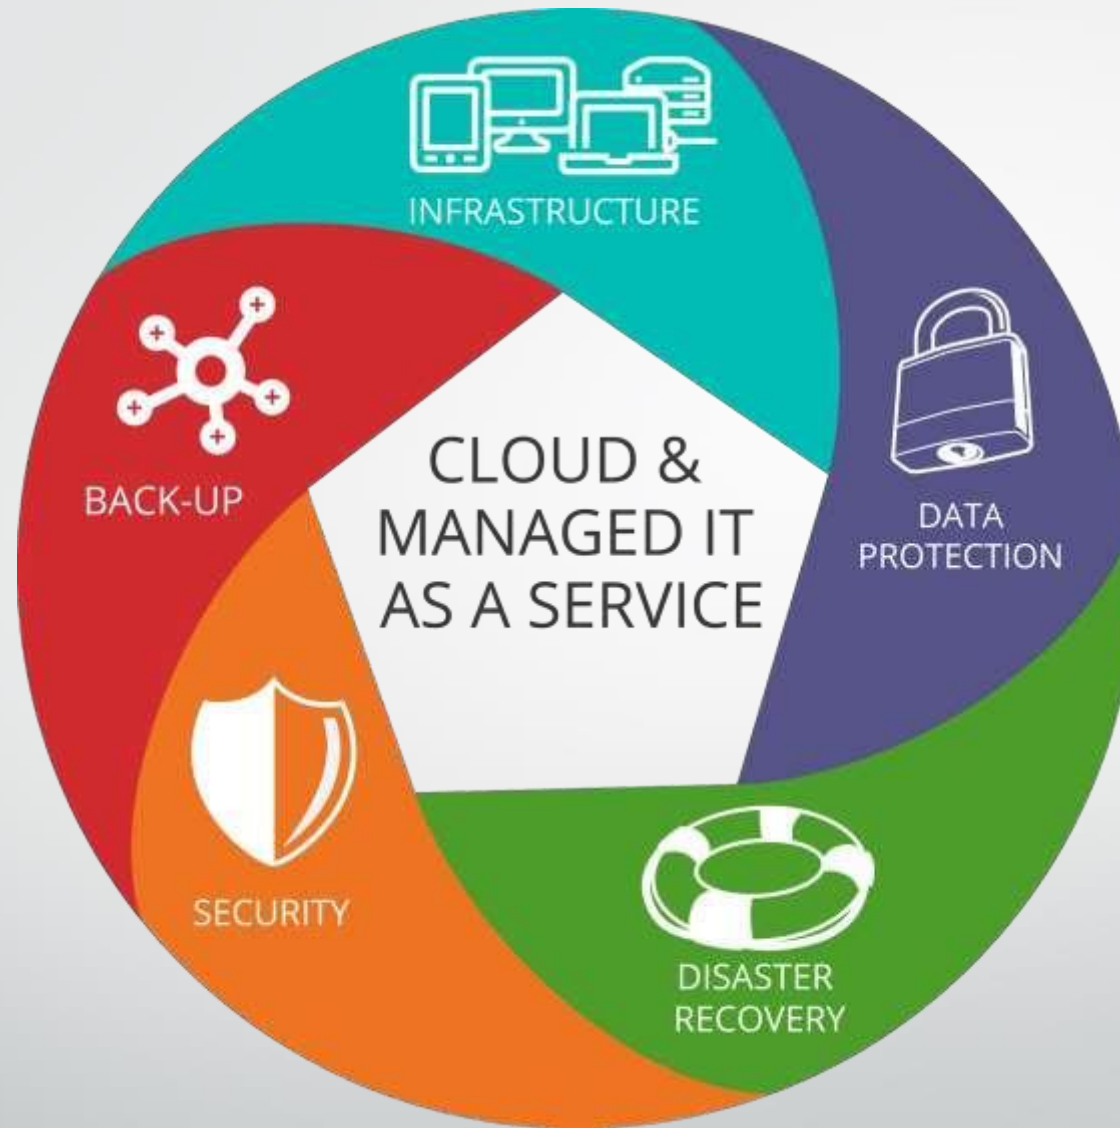 INFRASTRUCTURE
DATA
PROTECTION
DISASTER
RECOVERY
SECURITY
BACK-UP
CLOUD &
MANAGED IT
AS A SERVICE